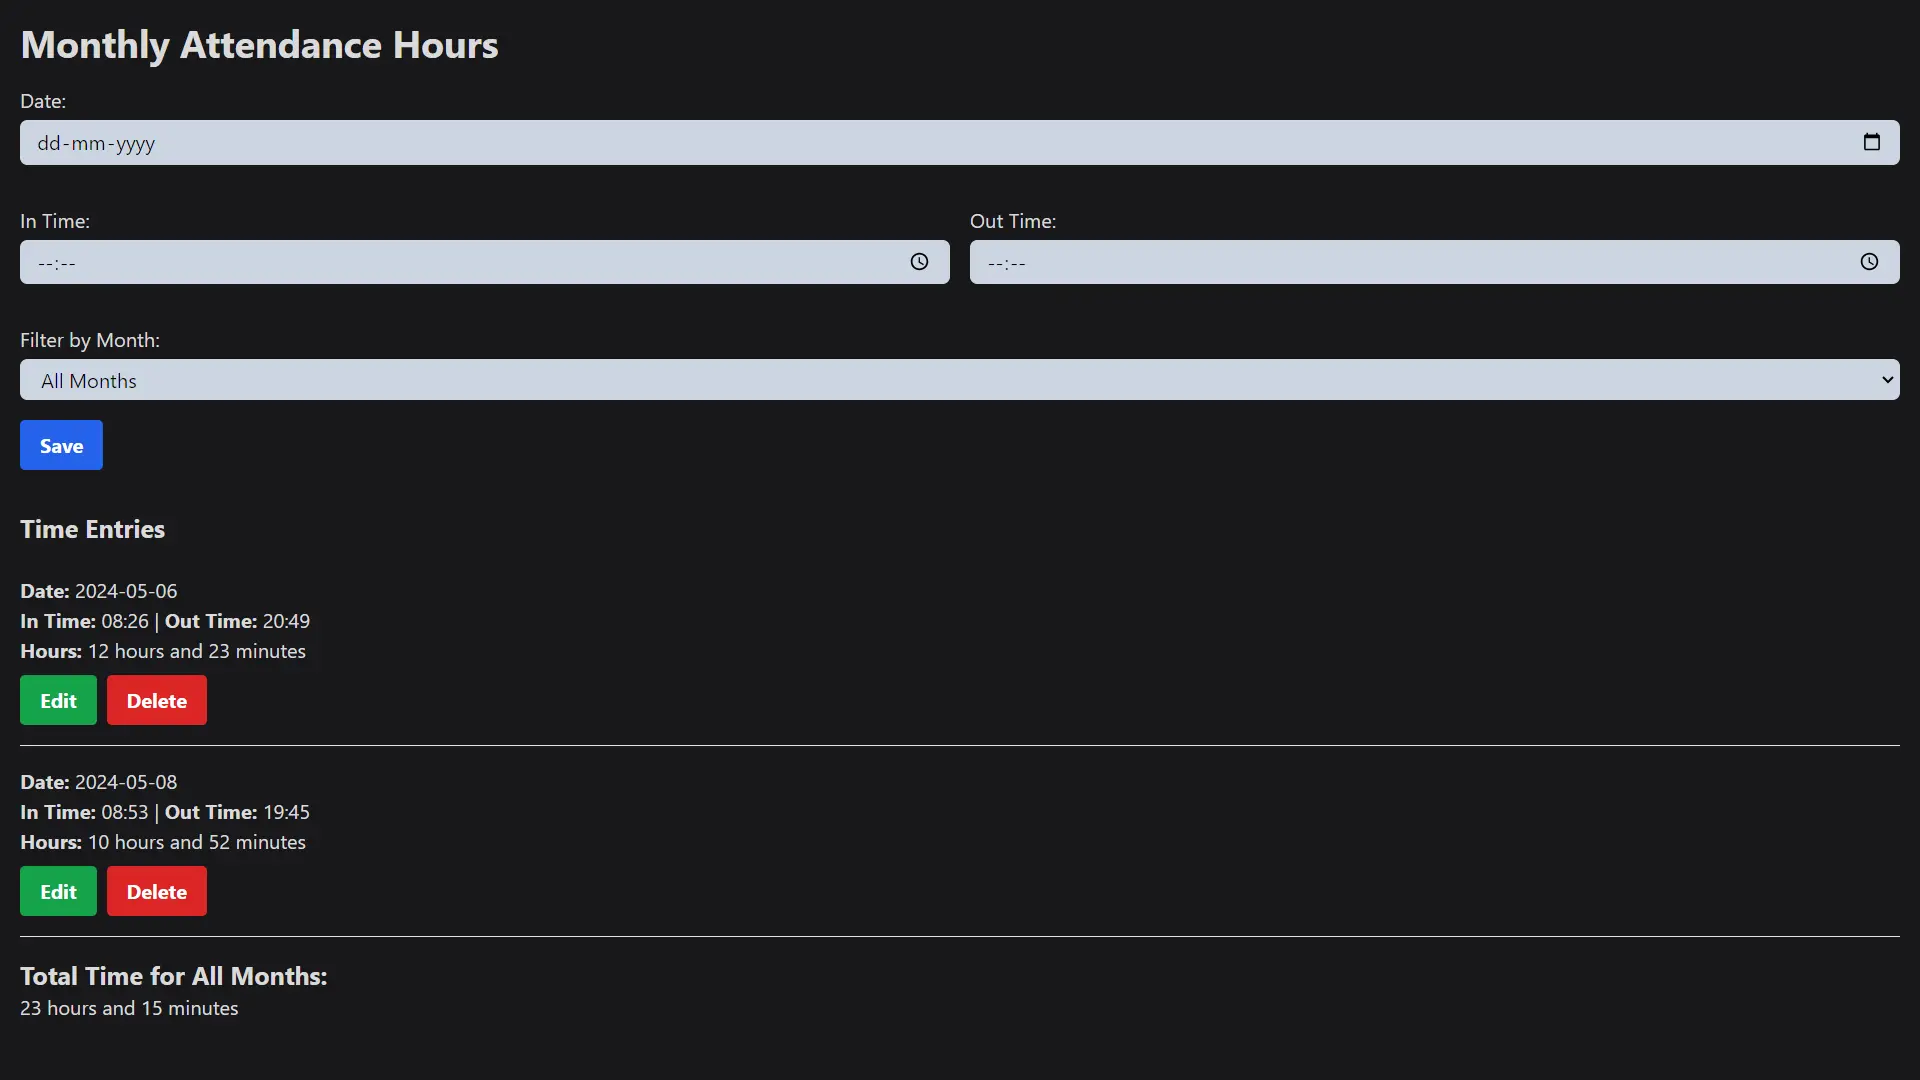 Monthly Attendance Hours
Date:
dd-mm-yyyy
In Time:
Out Time:
--:--
--:--
Filter by Month:
All Months
Save
Time Entries
Date: 2024-05-06
In Time: 08:26 | Out Time: 20:49
Hours: 12 hours and 23 minutes
Edit Delete
Date: 2024-05-08
In Time: 08:53 | Out Time: 19:45
Hours: 10 hours and 52 minutes
Edit Delete
Total Time for All Months:
23 hours and 15 minutes